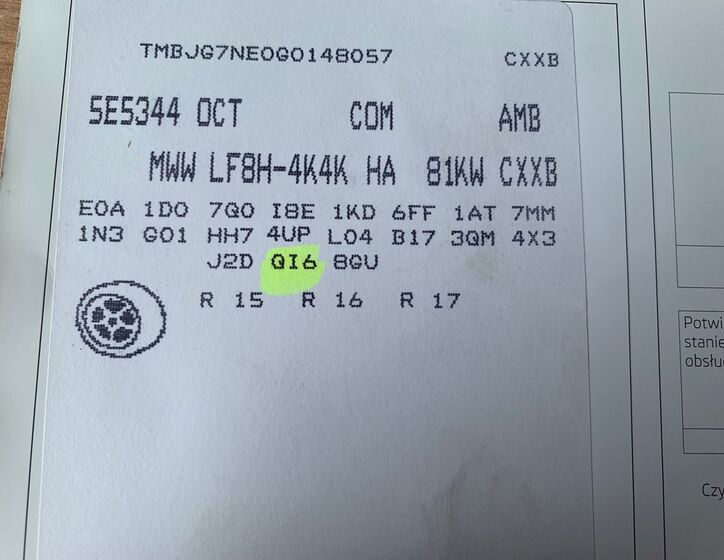 TMBJG7NE0G0148057 CXXB
5E5344 OCT COM AMB
MWW LF8H-4K4K HA 81KW CXXB
E0A 1D0 7Q0 I8E 1KD 6FF 1AT 7MM
1N3 G01 HH7 4UP L04 B17 3QM 4X3
J2D QI6 8GU
R 15 R 16 R 17
Potwi
stanie
obsłu
Czy